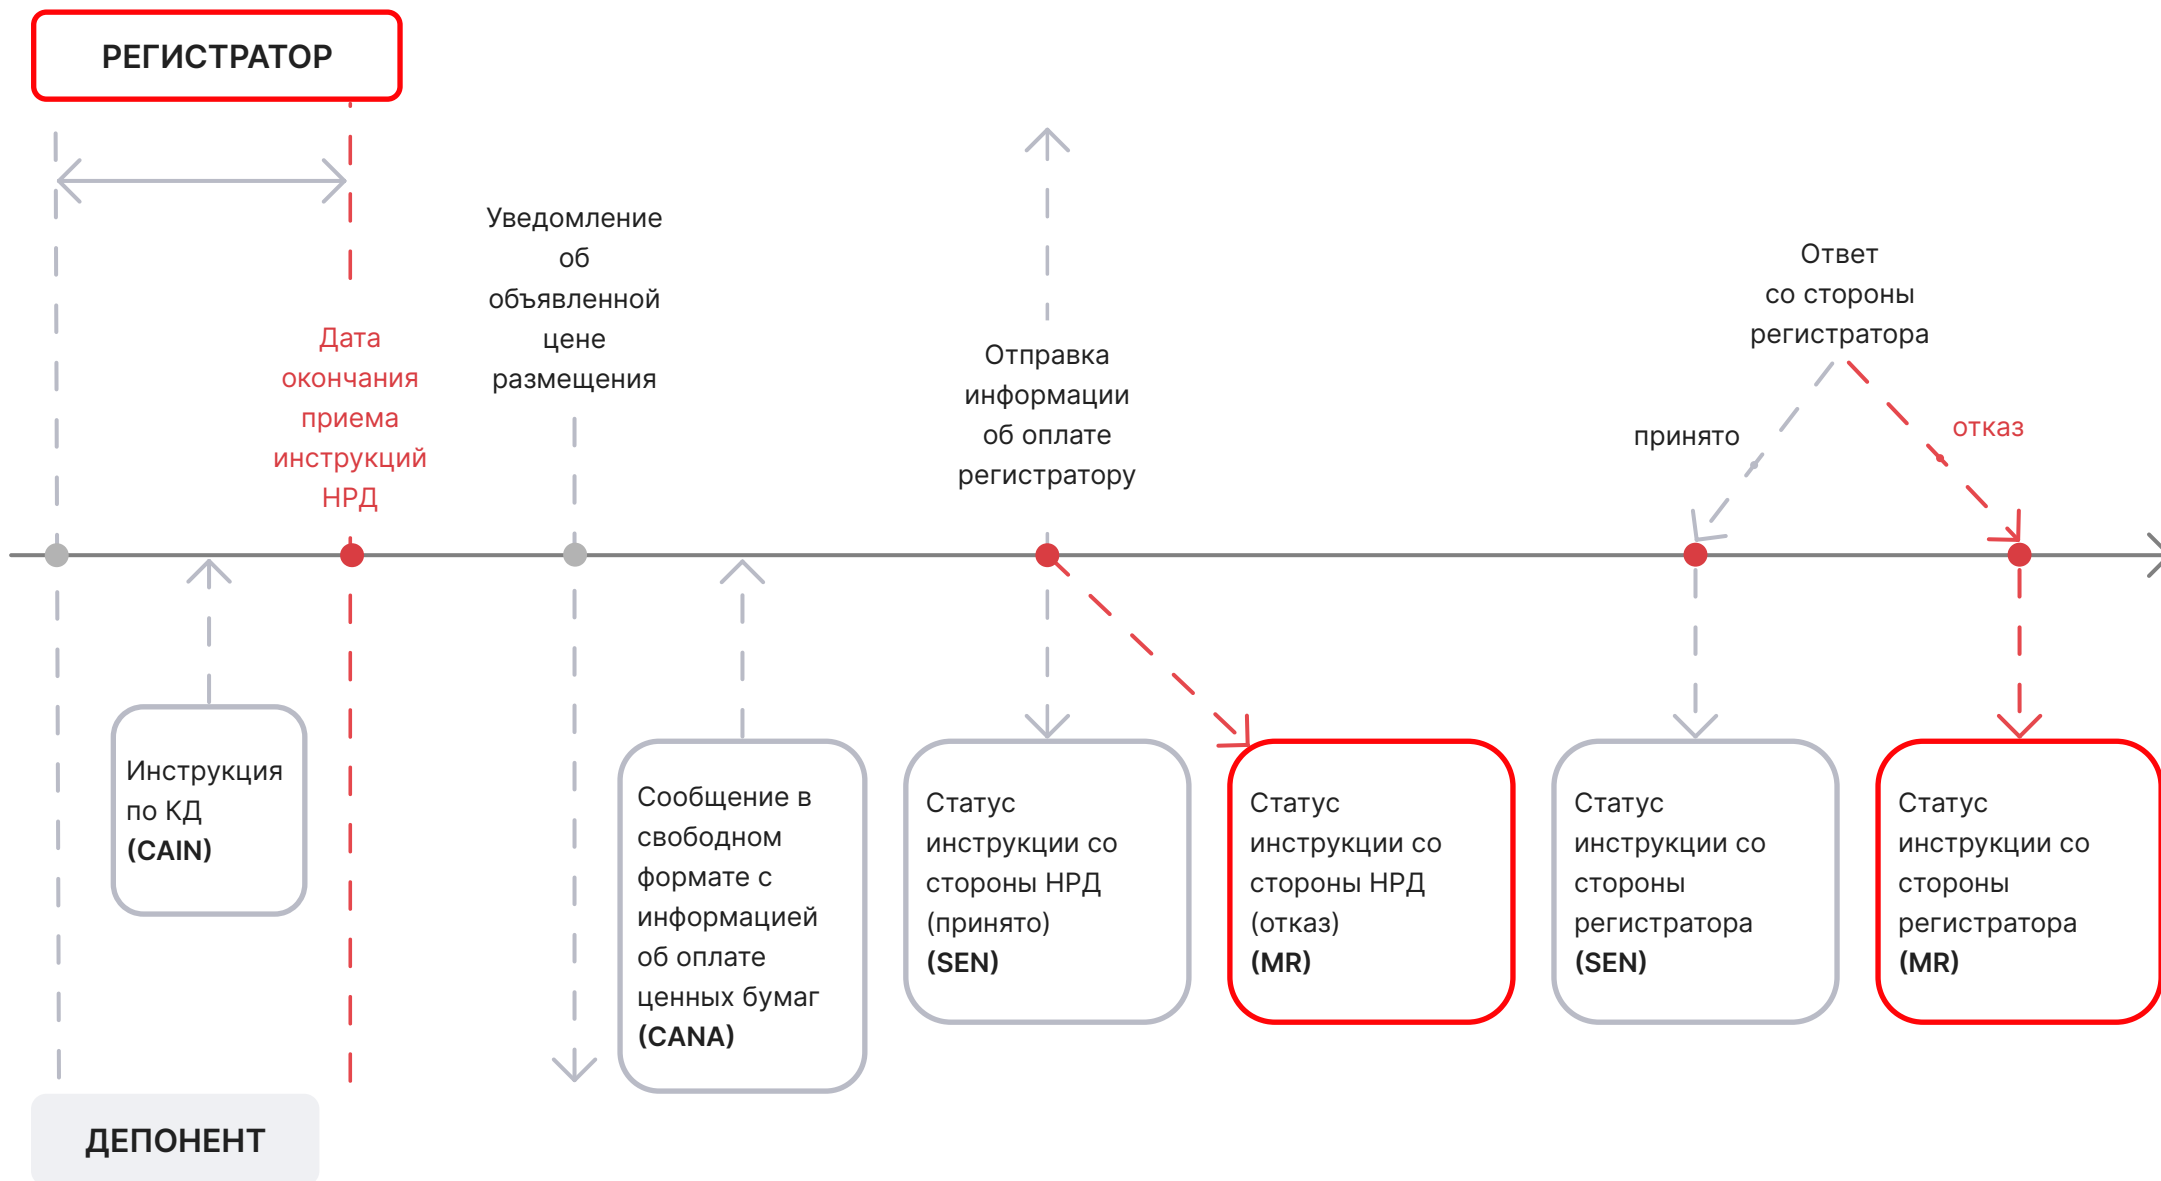 РЕГИСТРАТОР
Дата
окончания
приема
инструкций
НРД
Уведомление
об
объявленной
цене
размещения
Отправка
информации
об оплате
регистратору
Ответ
со стороны
регистратора
принято
отказ
Инструкция
по КД
(CAIN)
Сообщение в
свободном
формате с
информацией
об оплате
ценных бумаг
(CANA)
Статус
инструкции со
стороны НРД
(принято)
(SEN)
Статус
инструкции со
стороны НРД
(отказ)
(MR)
Статус
инструкции со
стороны
регистратора
(SEN)
Статус
инструкции со
стороны
регистратора
(MR)
ДЕПОНЕНТ